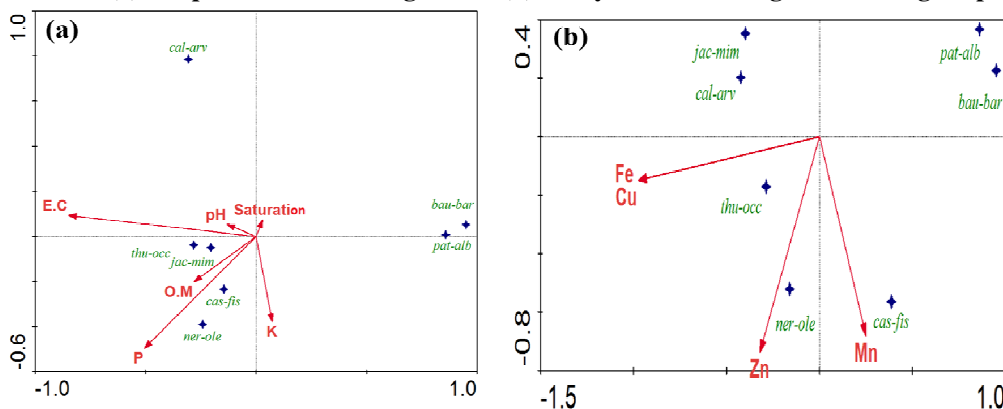 (a)
1.0
cal-arv
E.C
pH
Saturation
bau-bar
pat-alb
thu-occ
jac-mim
O.M
cas-fis
K
ner-ole
P
-0.6
-1.0
1.0
(b)
0.4
jac-mim
pat-alb
cal-arv
bau-bar
Fe
Cu
thu-occ
ner-ole
cas-fis
Mn
Zn
-0.8
-1.5
1.0